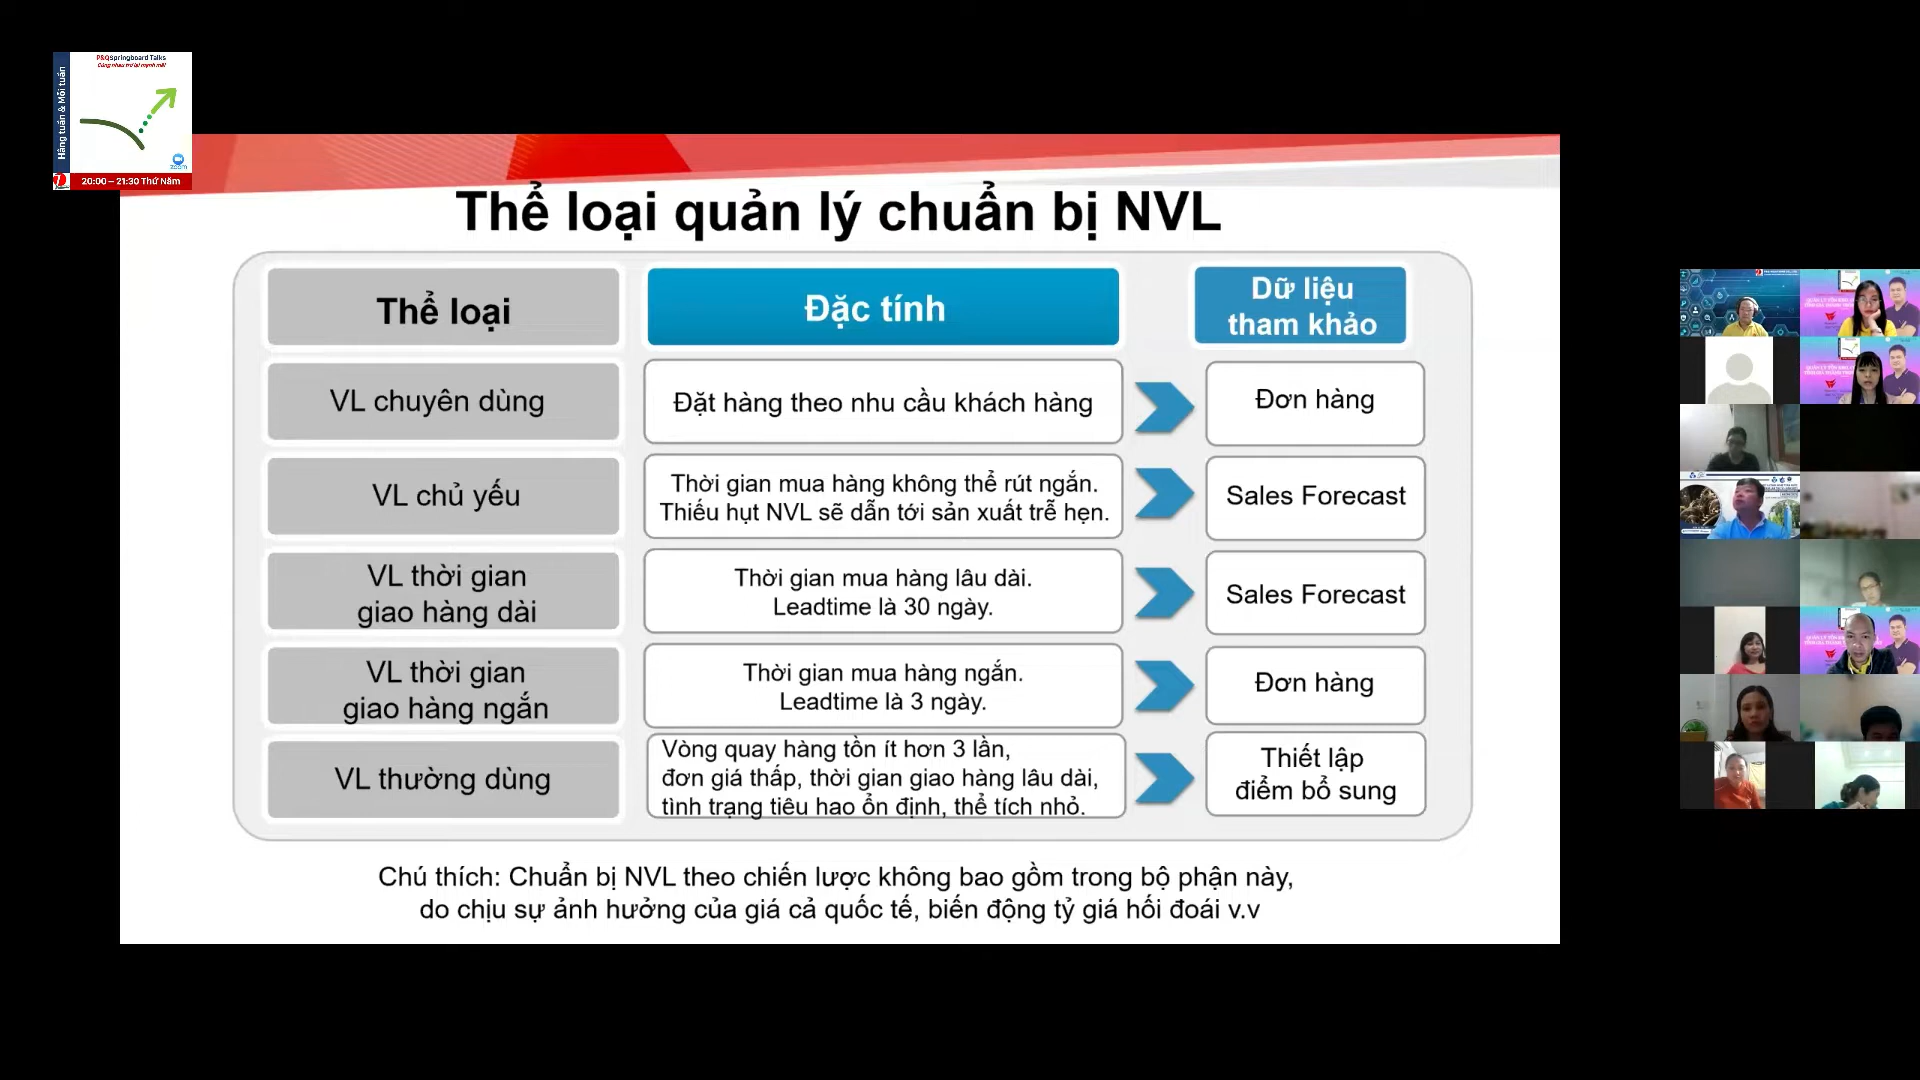 P&QSpringboard Talks
Cùng nhau trở lại mạnh mẽ!
Hằng tuần & Mỗi tuần
zoom
20:00 – 21:30 Thứ Năm
Thể loại quản lý chuẩn bị NVL
Thể loại
Đặc tính
Dữ liệu
tham khảo
VL chuyên dùng
Đặt hàng theo nhu cầu khách hàng
Đơn hàng
VL chủ yếu
Thời gian mua hàng không thể rút ngắn.
Thiếu hụt NVL sẽ dẫn tới sản xuất trễ hẹn.
Sales Forecast
VL thời gian
giao hàng dài
Thời gian mua hàng lâu dài.
Leadtime là 30 ngày.
Sales Forecast
VL thời gian
giao hàng ngắn
Thời gian mua hàng ngắn.
Leadtime là 3 ngày.
Đơn hàng
VL thường dùng
Vòng quay hàng tồn ít hơn 3 lần,
đơn giá thấp, thời gian giao hàng lâu dài,
tình trạng tiêu hao ổn định, thể tích nhỏ.
Thiết lập
điểm bổ sung
Chú thích: Chuẩn bị NVL theo chiến lược không bao gồm trong bộ phận này,
do chịu sự ảnh hưởng của giá cả quốc tế, biến động tỷ giá hối đoái v.v